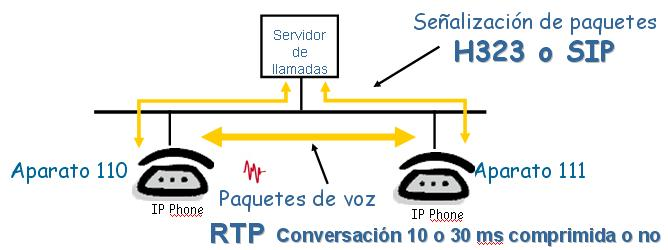 Señalización de paquetes
H323 o SIP
Servidor
de
llamadas
Aparato 110
Aparato 111
IP Phone
IP Phone
Paquetes de voz
RTP Conversación 10 o 30 ms comprimida o no